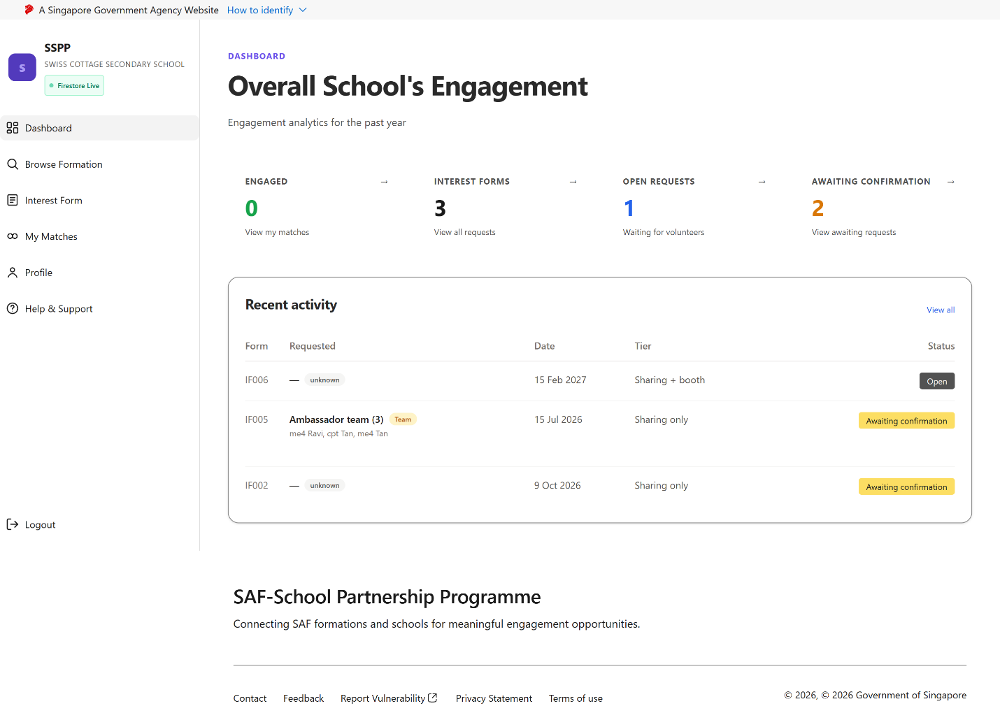 A Singapore Government Agency Website How to identify
SSPP
S
SWISS COTTAGE SECONDARY SCHOOL
Firestore Live
Dashboard
Browse Formation
Interest Form
My Matches
Profile
Help & Support
Logout
DASHBOARD
Overall School's Engagement
Engagement analytics for the past year
ENGAGED →
0
View my matches
INTEREST FORMS →
3
View all requests
OPEN REQUESTS →
1
Waiting for volunteers
AWAITING CONFIRMATION →
2
View awaiting requests
Recent activity
View all
Form Requested Date Tier Status
IF006 — unknown 15 Feb 2027 Sharing + booth Open
IF005 Ambassador team (3) Team 15 Jul 2026 Sharing only Awaiting confirmation
me4 Ravi, cpt Tan, me4 Tan
IF002 — unknown 9 Oct 2026 Sharing only Awaiting confirmation
SAF-School Partnership Programme
Connecting SAF formations and schools for meaningful engagement opportunities.
Contact Feedback Report Vulnerability Privacy Statement Terms of use
© 2026, © 2026 Government of Singapore